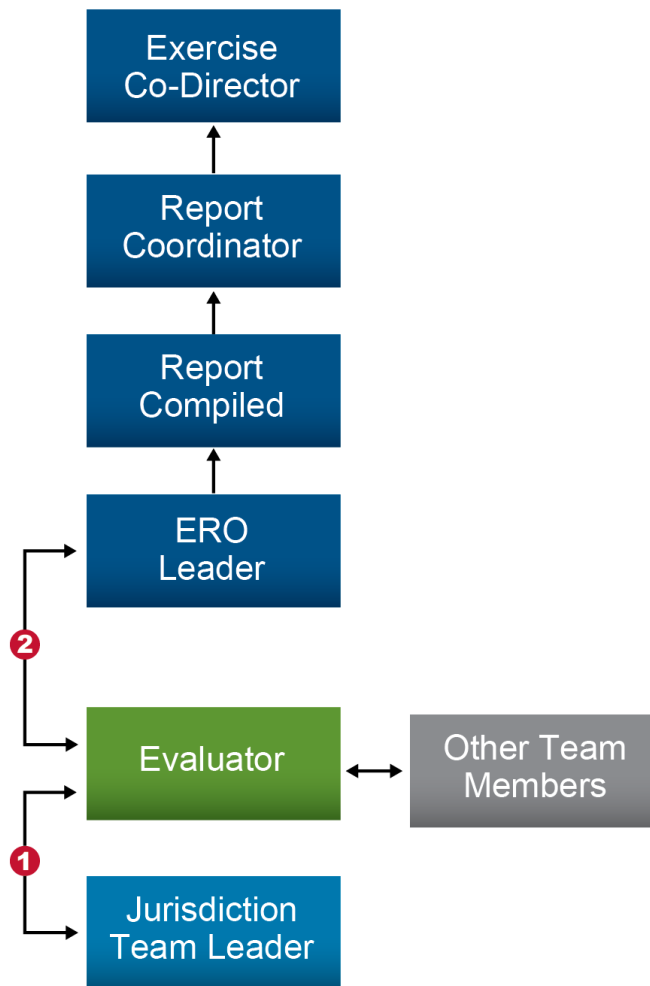 Exercise
Co-Director
Report
Coordinator
Report
Compiled
ERO
Leader
2
Evaluator
Other Team
Members
1
Jurisdiction
Team Leader